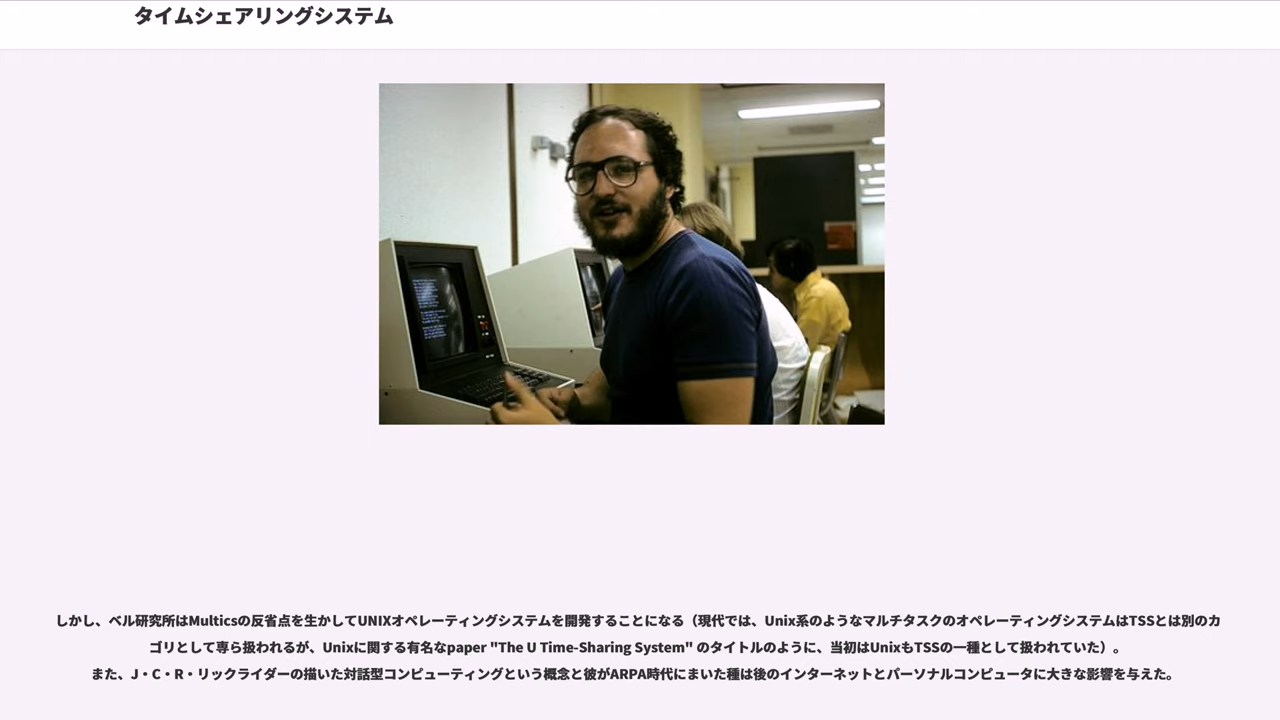 タイムシェアリングシステム
しかし、ベル研究所はMulticsの反省点を生かしてUNIXオペレーティングシステムを開発することになる（現代では、Unix系のようなマルチタスクのオペレーティングシステムはTSSとは別のカ
ゴリとして専ら扱われるが、Unixに関する有名なpaper "The U Time-Sharing System" のタイトルのように、当初はUnixもTSSの一種として扱われていた）。
また、J・C・R・リックライダーの描いた対話型コンピューティングという概念と彼がARPA時代にまいた種は後のインターネットとパーソナルコンピュータに大きな影響を与えた。